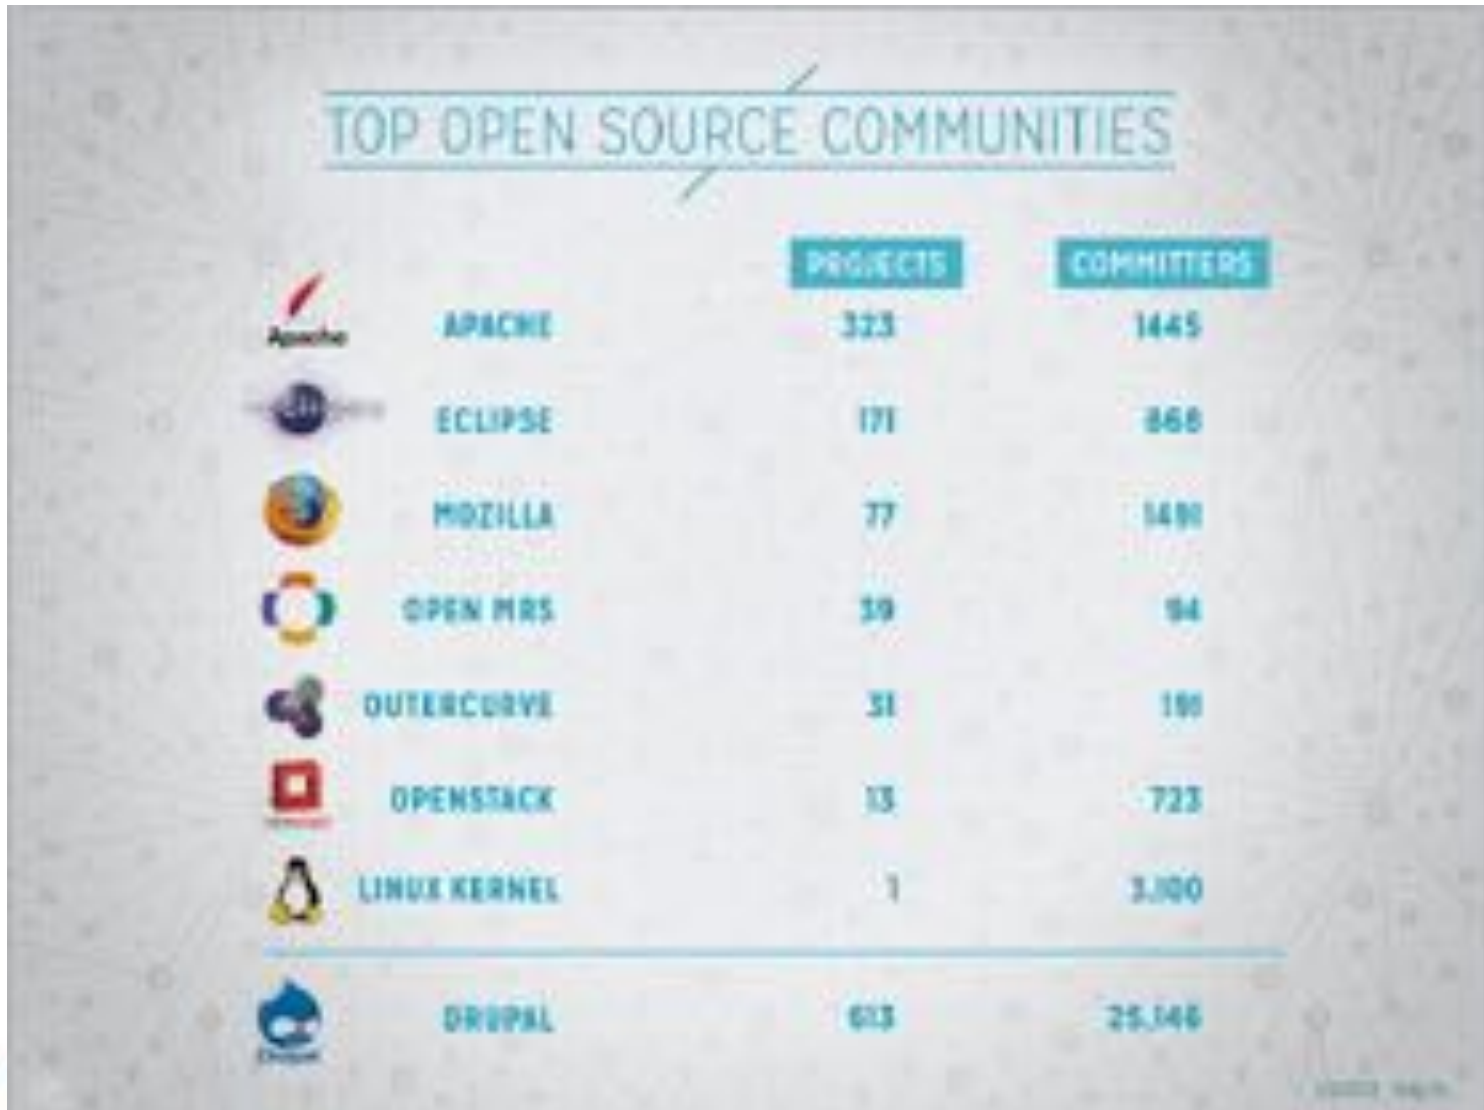 TOP OPEN SOURCE COMMUNITIES
PROJECTS COMMITTERS
Apache APACHE 323 1445
ECLIPSE 171 868
MOZILLA 77 1491
OPEN MRS 39 94
OUTERCURVE 31 191
OPENSTACK 13 723
LINUX KERNEL 1 3,100
Drupal DRUPAL 613 25,146